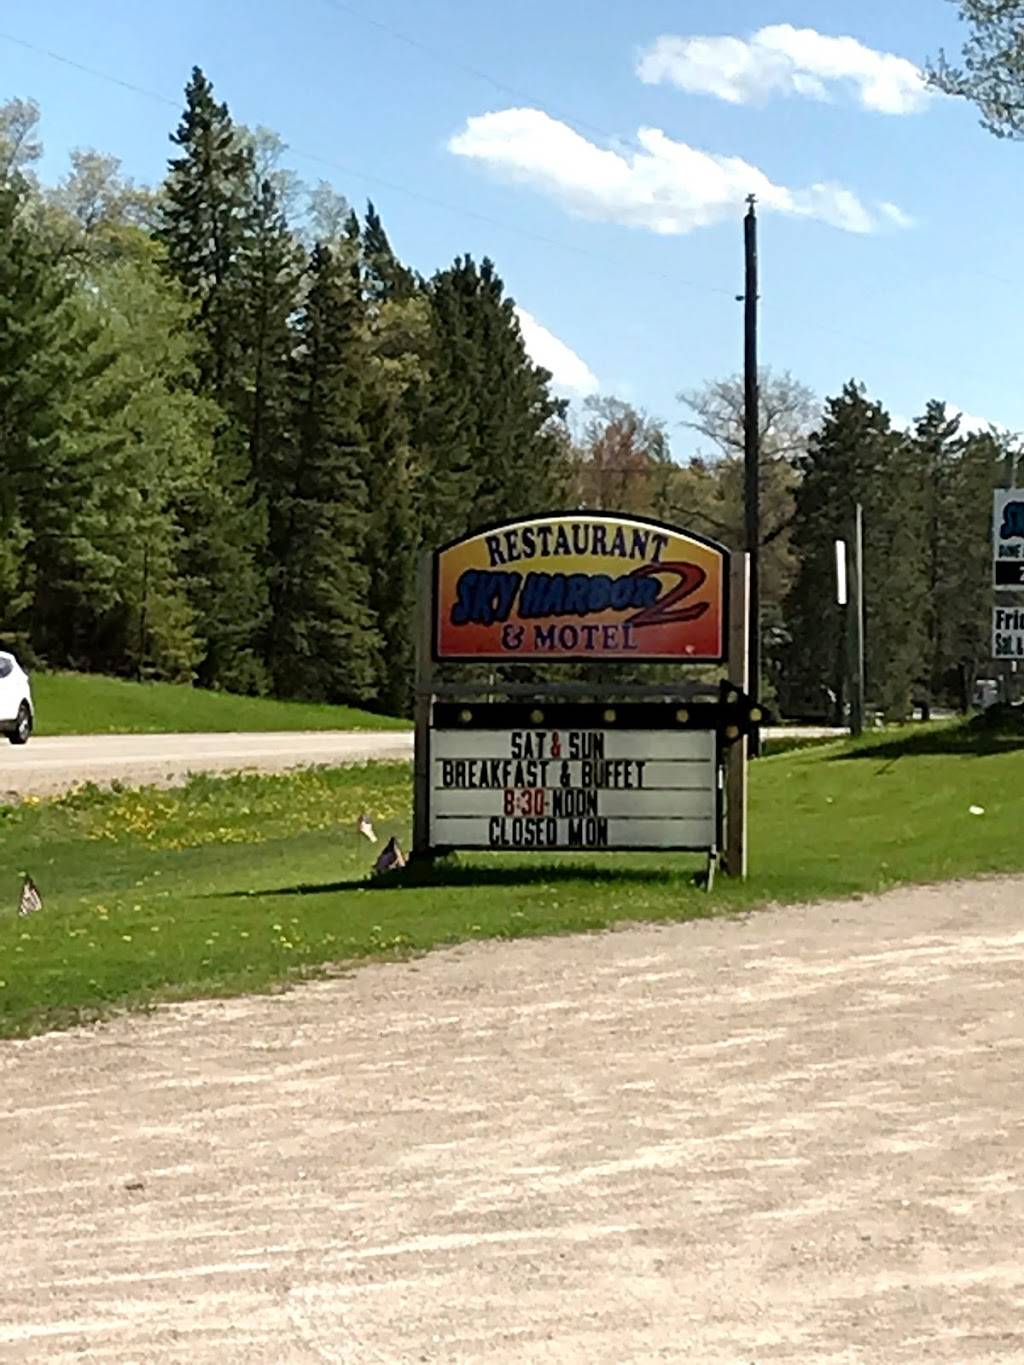 RESTAURANT
SKY HARBOR 2
& MOTEL
SAT & SUN
BREAKFAST & BUFFET
8:30-NOON
CLOSED MON